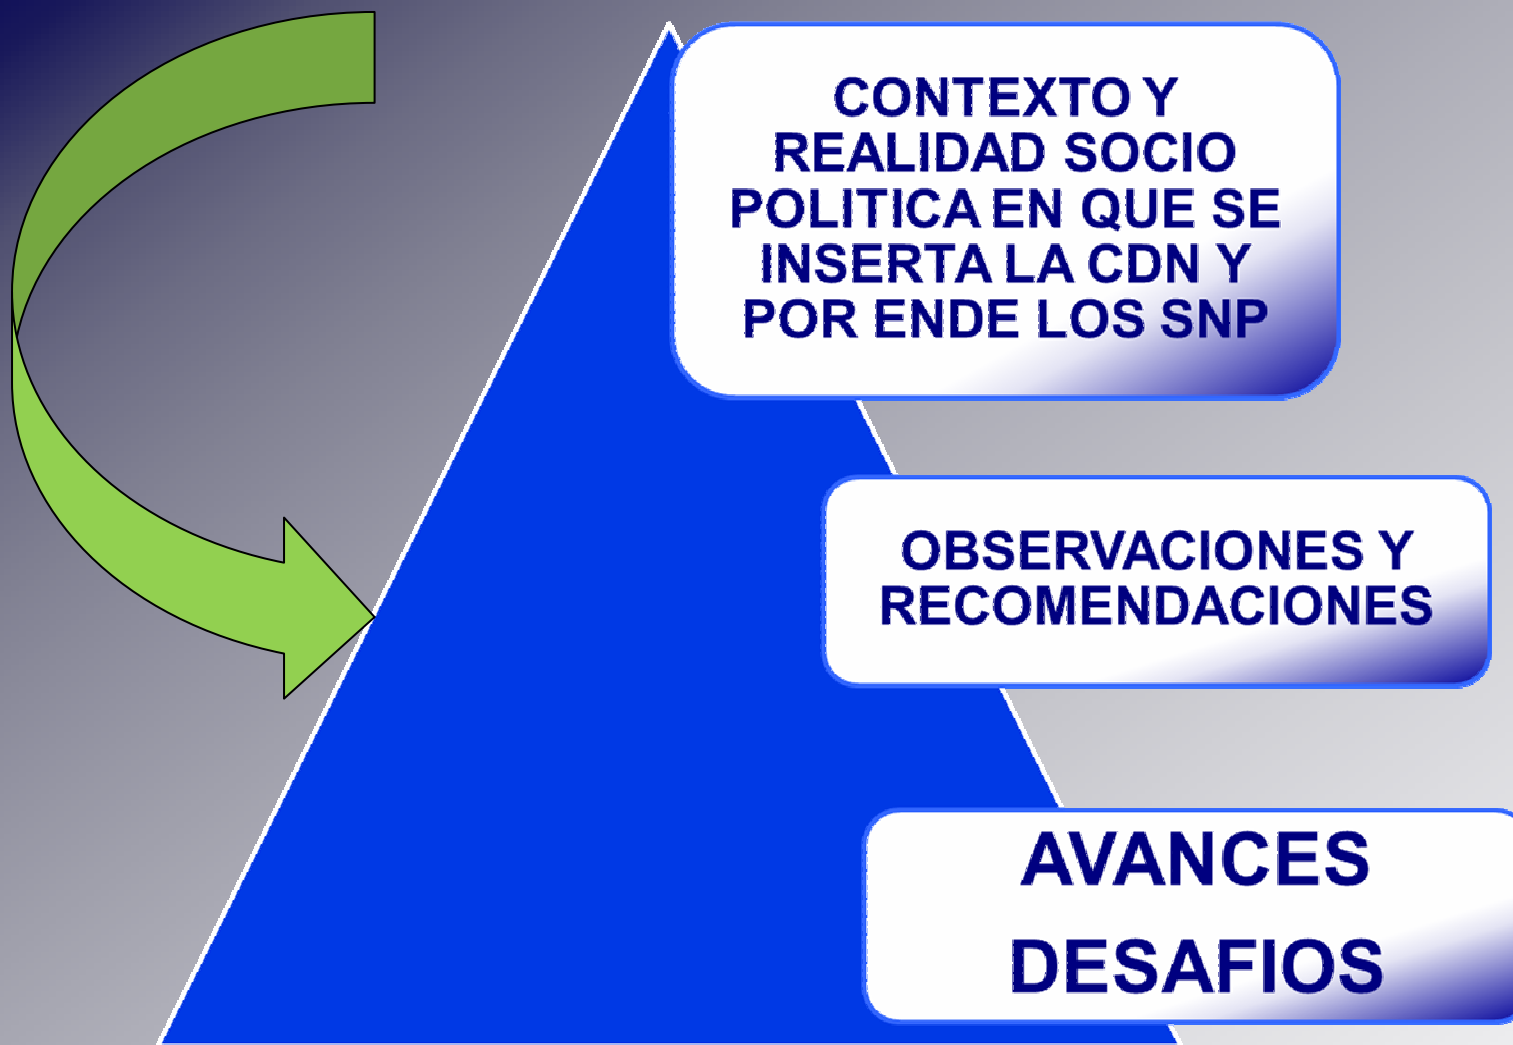 CONTEXTO Y
REALIDAD SOCIO
POLITICA EN QUE SE
INSERTA LA CDN Y
POR ENDE LOS SNP
OBSERVACIONES Y
RECOMENDACIONES
AVANCES
DESAFIOS